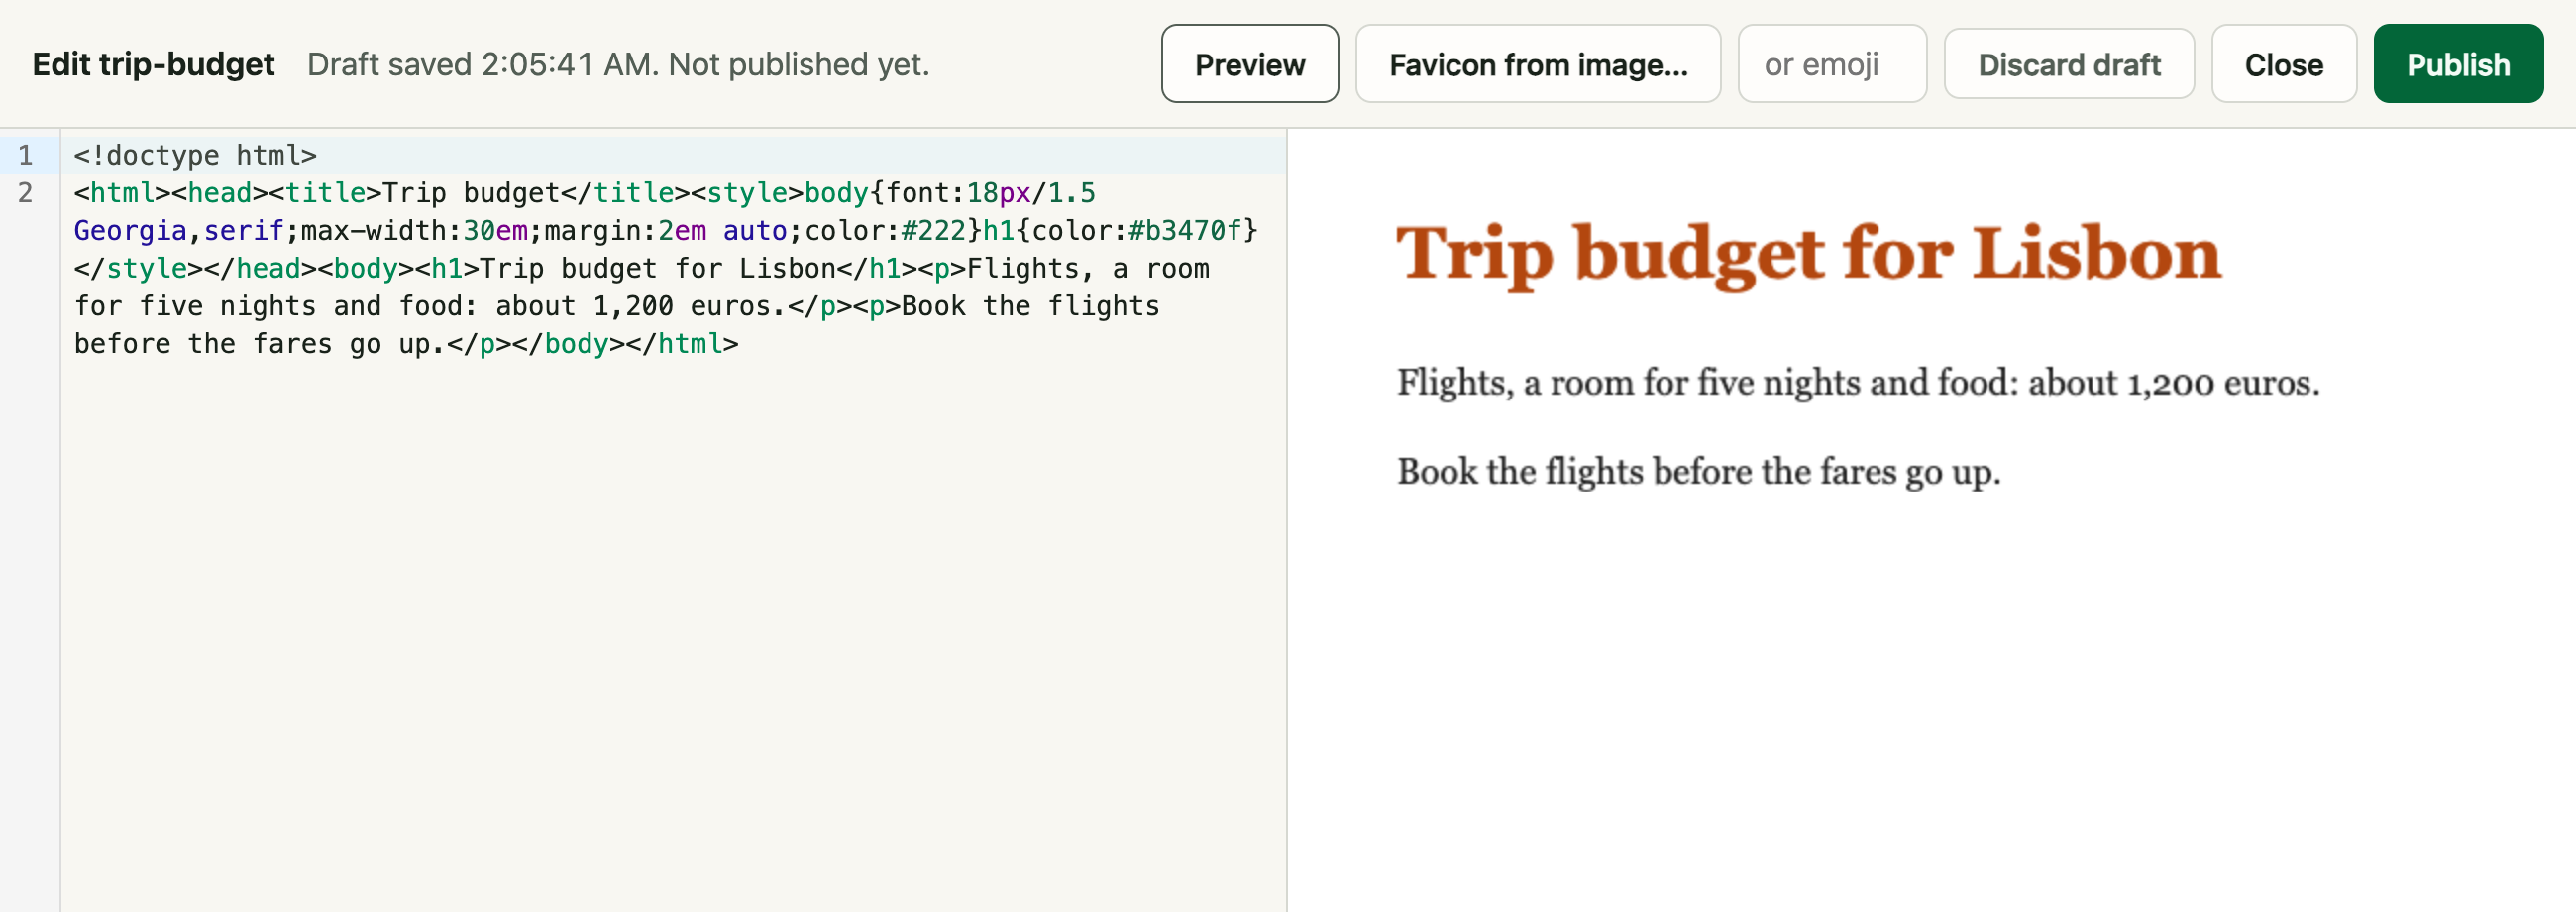 Edit trip-budget Draft saved 2:05:41 AM. Not published yet. Preview Favicon from image... or emoji Discard draft Close Publish
1 <!doctype html>
2 <html><head><title>Trip budget</title><style>body{font:18px/1.5
Georgia,serif;max-width:30em;margin:2em auto;color:#222}h1{color:#b3470f}
</style></head><body><h1>Trip budget for Lisbon</h1><p>Flights, a room
for five nights and food: about 1,200 euros.</p><p>Book the flights
before the fares go up.</p></body></html>
Trip budget for Lisbon
Flights, a room for five nights and food: about 1,200 euros.
Book the flights before the fares go up.